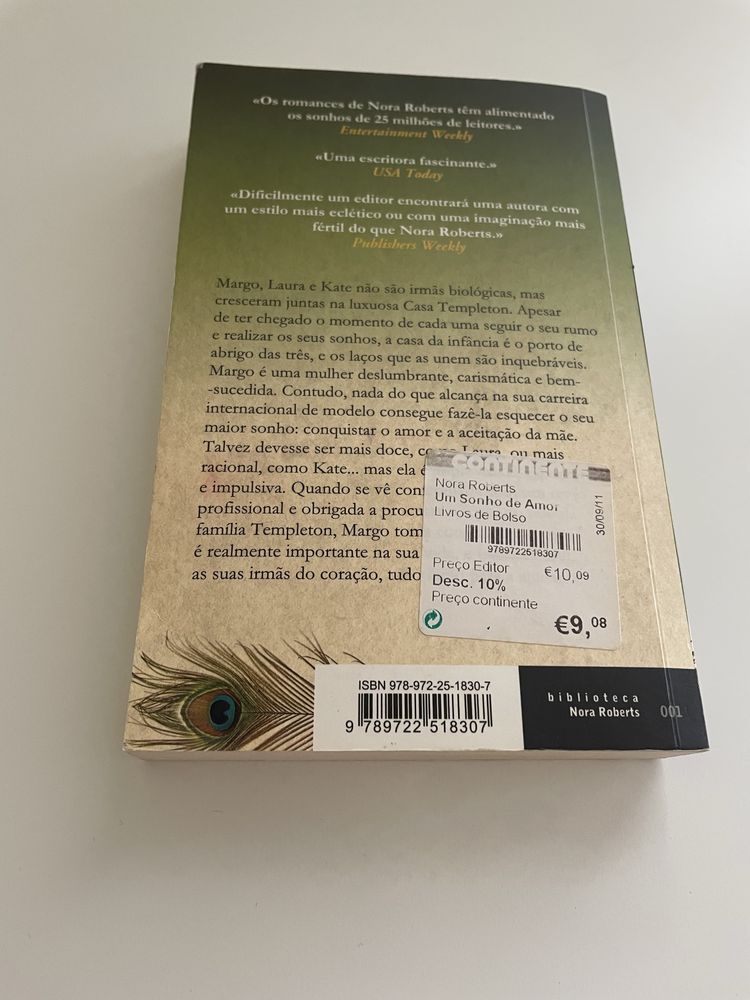 «Os romances de Nora Roberts têm alimentado
os sonhos de 25 milhões de leitores.»
Entertainment Weekly
«Uma escritora fascinante.»
USA Today
«Dificilmente um editor encontrará uma autora com
um estilo mais eclético ou com uma imaginação mais
fértil do que Nora Roberts.»
Publishers Weekly
Margo, Laura e Kate não são irmãs biológicas, mas
cresceram juntas na luxuosa Casa Templeton. Apesar
de ter chegado o momento de cada uma seguir o seu rumo
e realizar os seus sonhos, a casa da infância é o porto de
abrigo das três, e os laços que as unem são inquebráveis.
Margo é uma mulher deslumbrante, carismática e bem-
-sucedida. Contudo, nada do que alcança na sua carreira
internacional de modelo consegue fazê-la esquecer o seu
maior sonho: conquistar o amor e a aceitação da mãe.
Talvez devesse ser mais doce, como Laura, ou mais
racional, como Kate... mas ela é
e impulsiva. Quando se vê
profissional e obrigada a
família Templeton, Margo
é realmente importante na sua
as suas irmãs do coração, tudo
CONTINENTE
Nora Roberts
Um Sonho de Amor
Livros de Bolso
30/09/11
9789722518307
Preço Editor €10,09
Desc. 10%
Preço continente
€9,08
ISBN 978-972-25-1830-7
9 789722 518307
biblioteca
Nora Roberts 001